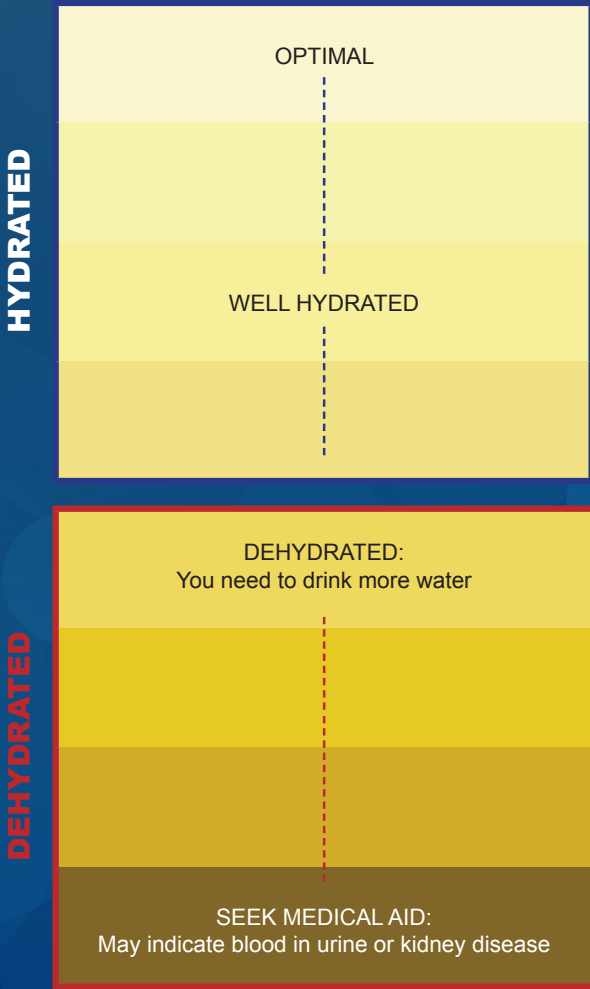 HYDRATED
OPTIMAL
WELL HYDRATED
DEHYDRATED
DEHYDRATED:
You need to drink more water
SEEK MEDICAL AID:
May indicate blood in urine or kidney disease